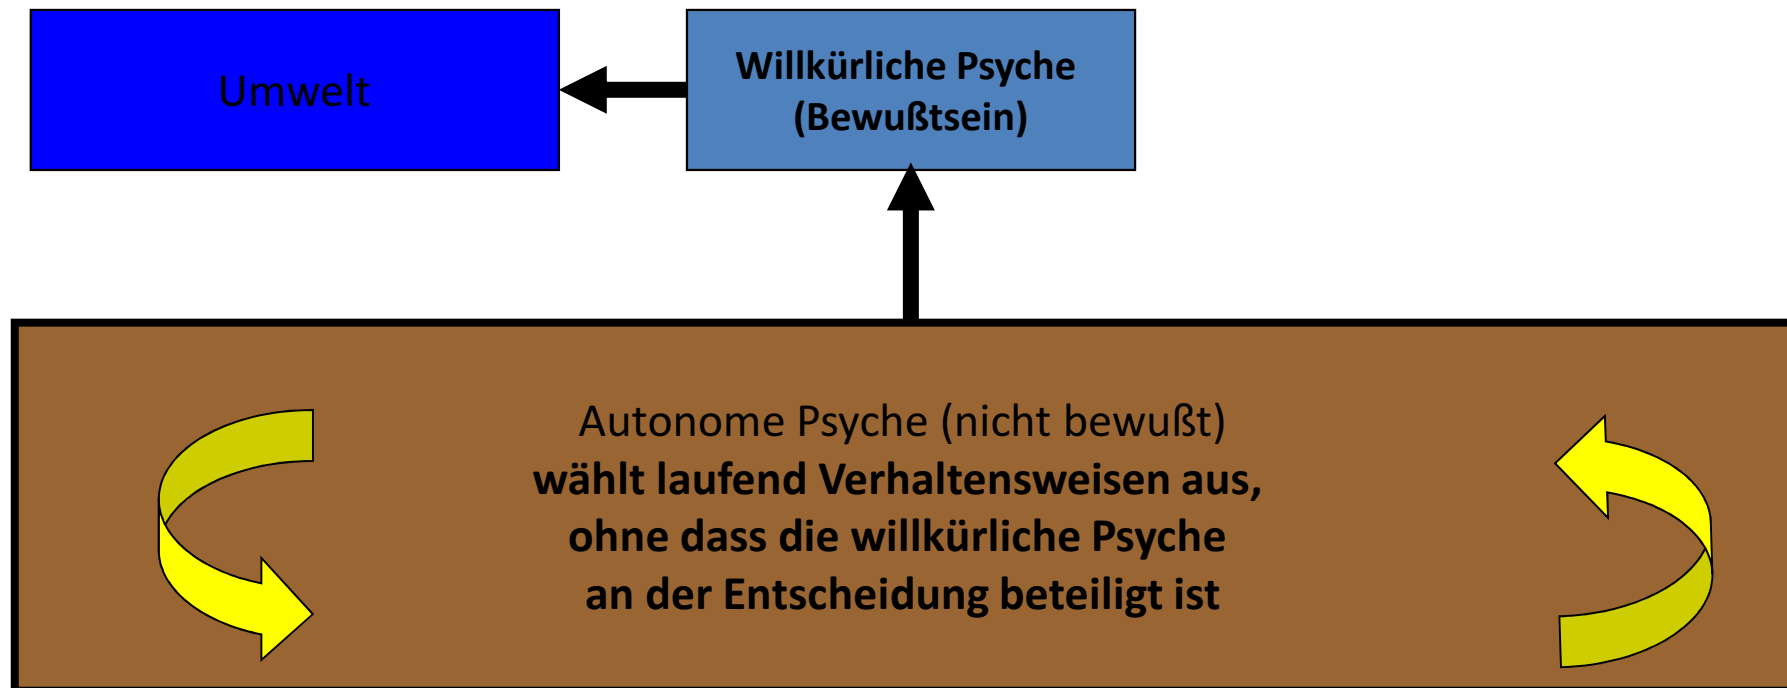 Umwelt
Willkürliche Psyche
(Bewußtsein)
Autonome Psyche (nicht bewußt)
wählt laufend Verhaltensweisen aus,
ohne dass die willkürliche Psyche
an der Entscheidung beteiligt ist